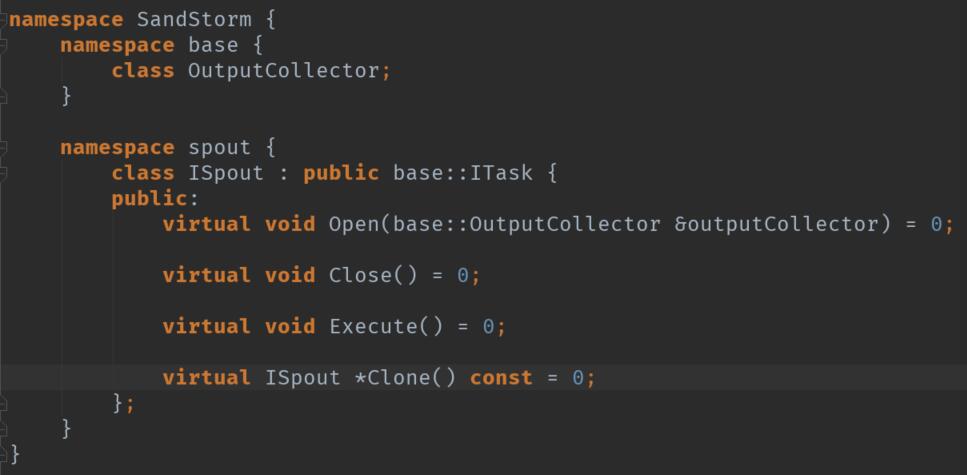 namespace SandStorm {
    namespace base {
        class OutputCollector;
    }

    namespace spout {
        class ISpout : public base::ITask {
        public:
            virtual void Open(base::OutputCollector &outputCollector) = 0;

            virtual void Close() = 0;

            virtual void Execute() = 0;

            virtual ISpout *Clone() const = 0;
        };
    }
}